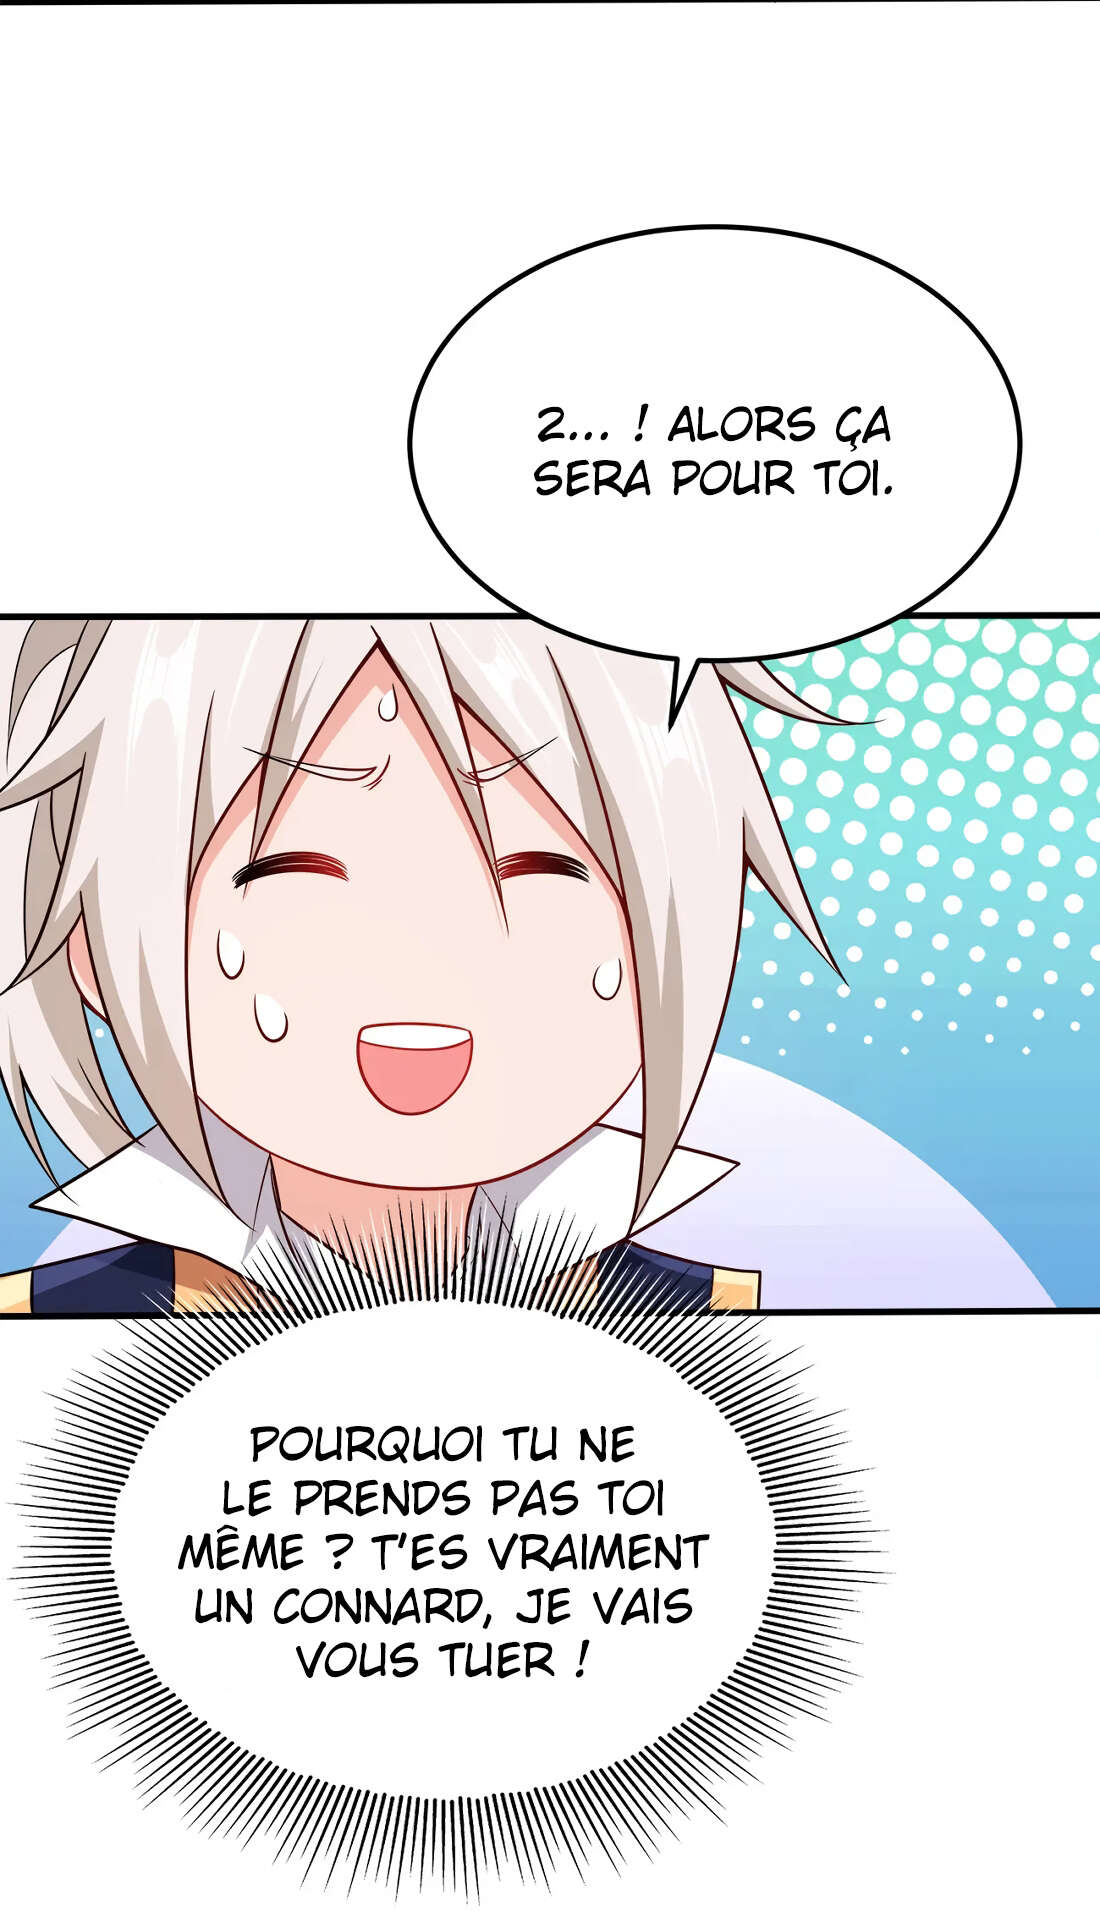 2... ! ALORS ÇA
SERA POUR TOI.
POURQUOI TU NE
LE PRENDS PAS TOI
MÊME ? T'ES VRAIMENT
UN CONNARD, JE VAIS
VOUS TUER !